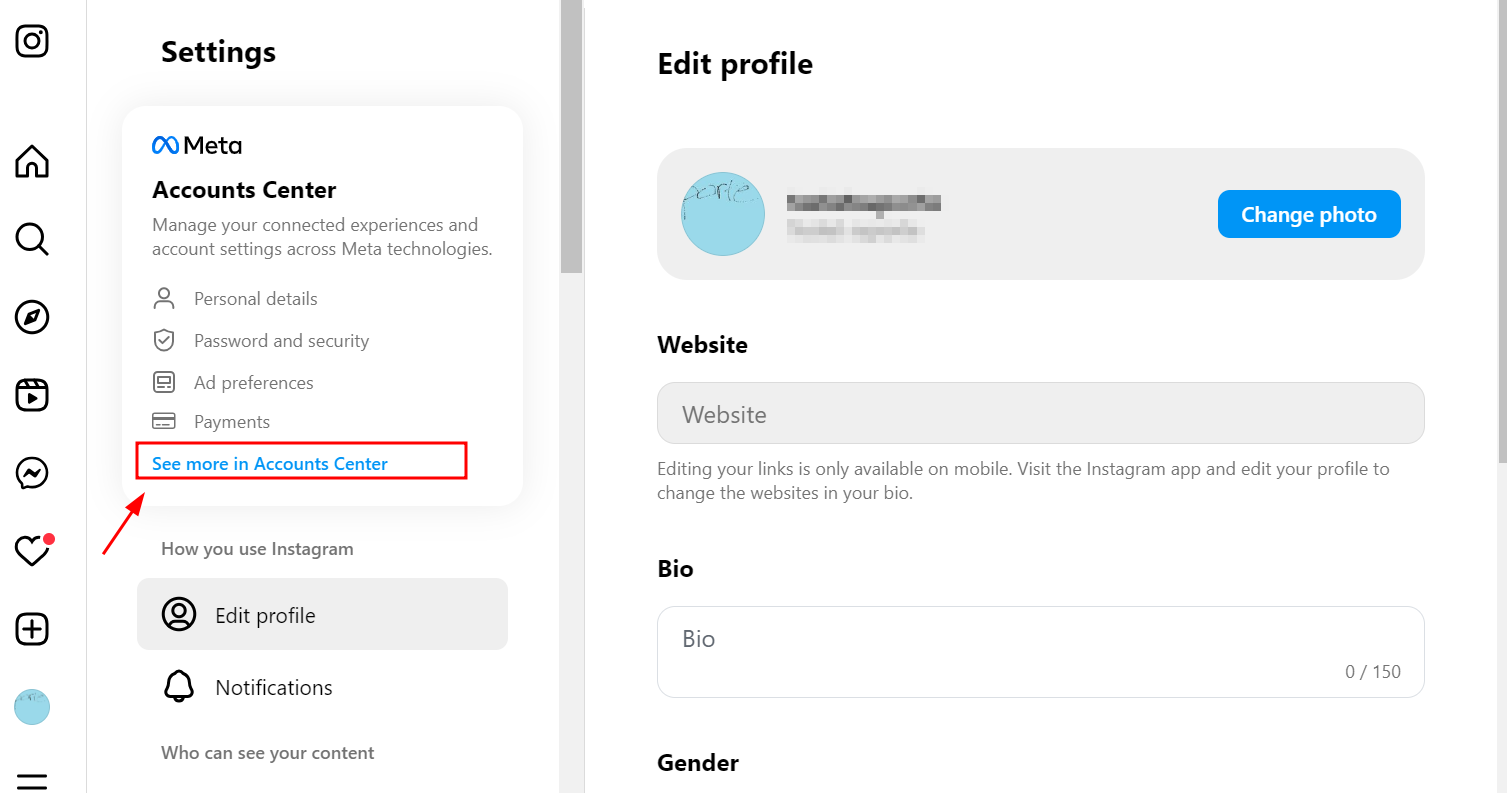 Settings
Meta
Accounts Center
Manage your connected experiences and
account settings across Meta technologies.
Personal details
Password and security
Ad preferences
Payments
See more in Accounts Center
How you use Instagram
Edit profile
Notifications
Who can see your content
Edit profile
Change photo
Website
Website
Editing your links is only available on mobile. Visit the Instagram app and edit your profile to
change the websites in your bio.
Bio
Bio
0 / 150
Gender